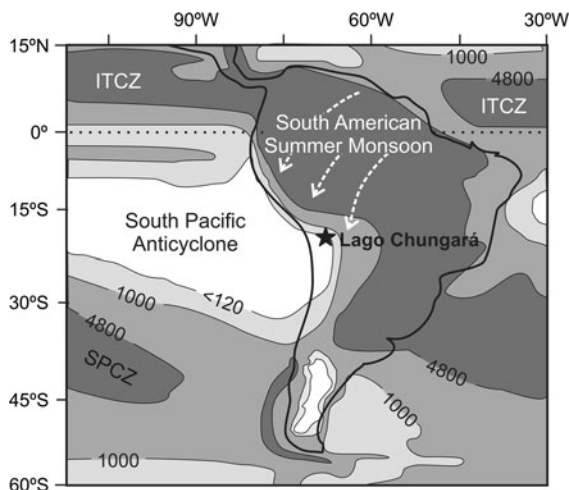 90ºW 60ºW 30ºW
15ºN
1000
4800
ITCZ
ITCZ
South American
Summer Monsoon
0º
15ºS
South Pacific
Anticyclone
Lago Chungará
<120
1000
30ºS
4800
SPCZ
4800
1000
45ºS
1000
60ºS